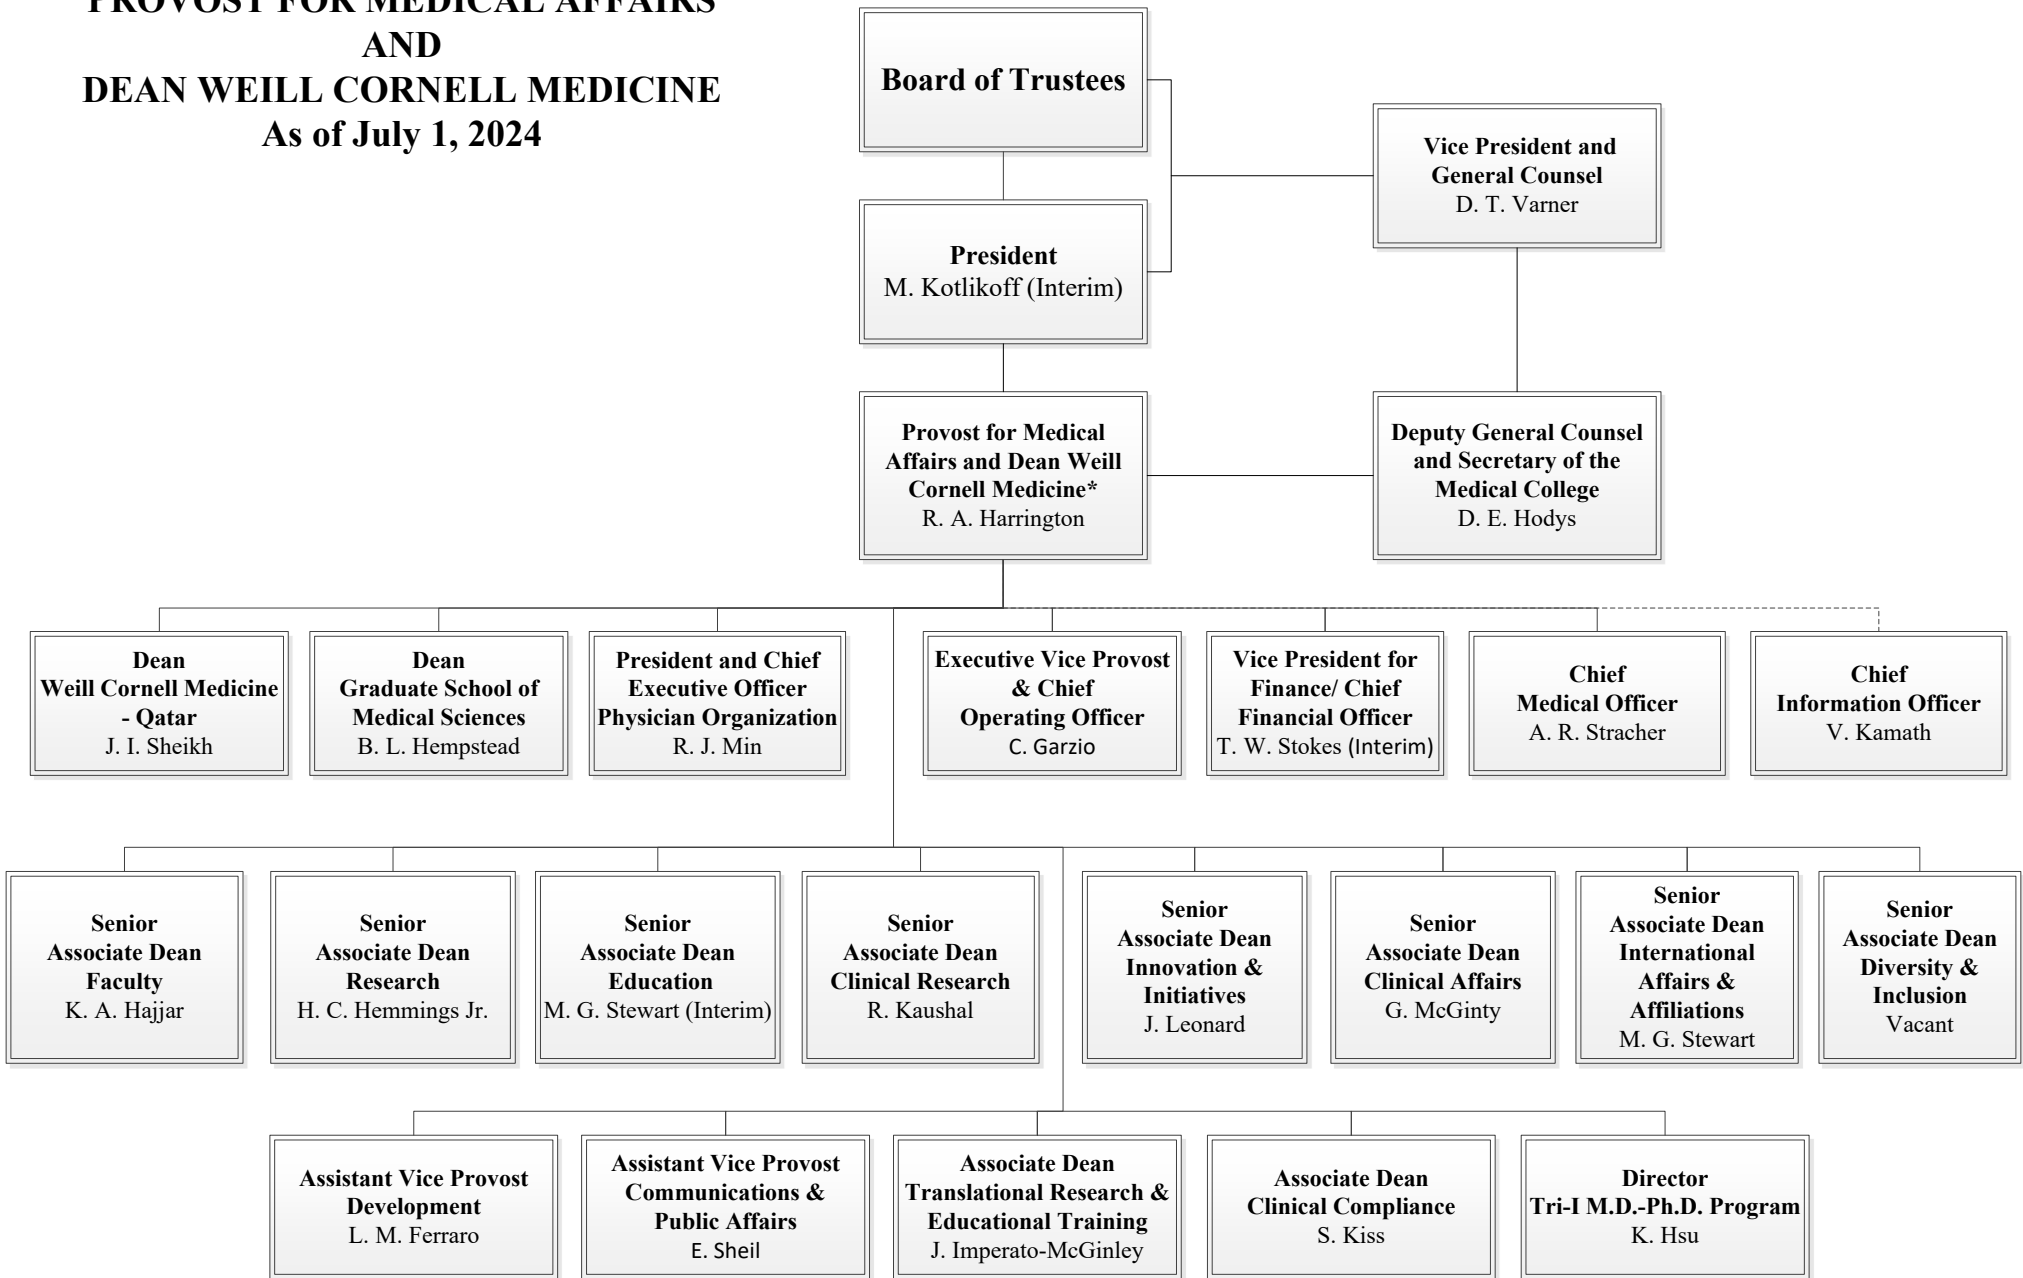 PROVOST FOR MEDICAL AFFAIRS
AND
DEAN WEILL CORNELL MEDICINE
As of July 1, 2024
Board of Trustees
Vice President and
General Counsel
D. T. Varner
President
M. Kotlikoff (Interim)
Provost for Medical
Affairs and Dean Weill
Cornell Medicine*
R. A. Harrington
Deputy General Counsel
and Secretary of the
Medical College
D. E. Hodys
Dean
Weill Cornell Medicine
- Qatar
J. I. Sheikh
Dean
Graduate School of
Medical Sciences
B. L. Hempstead
President and Chief
Executive Officer
Physician Organization
R. J. Min
Executive Vice Provost
& Chief
Operating Officer
C. Garzio
Vice President for
Finance/ Chief
Financial Officer
T. W. Stokes (Interim)
Chief
Medical Officer
A. R. Stracher
Chief
Information Officer
V. Kamath
Senior
Associate Dean
Faculty
K. A. Hajjar
Senior
Associate Dean
Research
H. C. Hemmings Jr.
Senior
Associate Dean
Education
M. G. Stewart (Interim)
Senior
Associate Dean
Clinical Research
R. Kaushal
Senior
Associate Dean
Innovation &
Initiatives
J. Leonard
Senior
Associate Dean
Clinical Affairs
G. McGinty
Senior
Associate Dean
International
Affairs &
Affiliations
M. G. Stewart
Senior
Associate Dean
Diversity &
Inclusion
Vacant
Assistant Vice Provost
Development
L. M. Ferraro
Assistant Vice Provost
Communications &
Public Affairs
E. Sheil
Associate Dean
Translational Research &
Educational Training
J. Imperato-McGinley
Associate Dean
Clinical Compliance
S. Kiss
Director
Tri-I M.D.-Ph.D. Program
K. Hsu